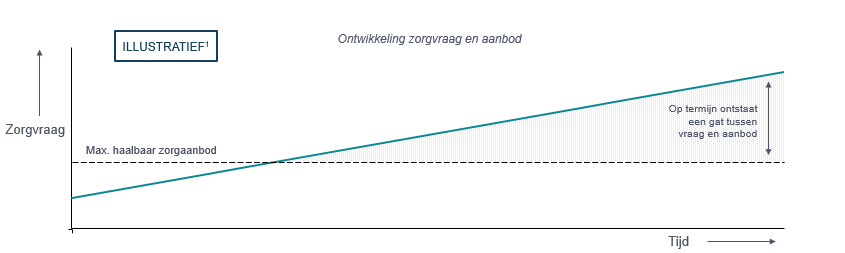 ILLUSTRATIEF¹
Ontwikkeling zorgvraag en aanbod
Zorgvraag
Op termijn ontstaat
een gat tussen
vraag en aanbod
Max. haalbaar zorgaanbod
Tijd